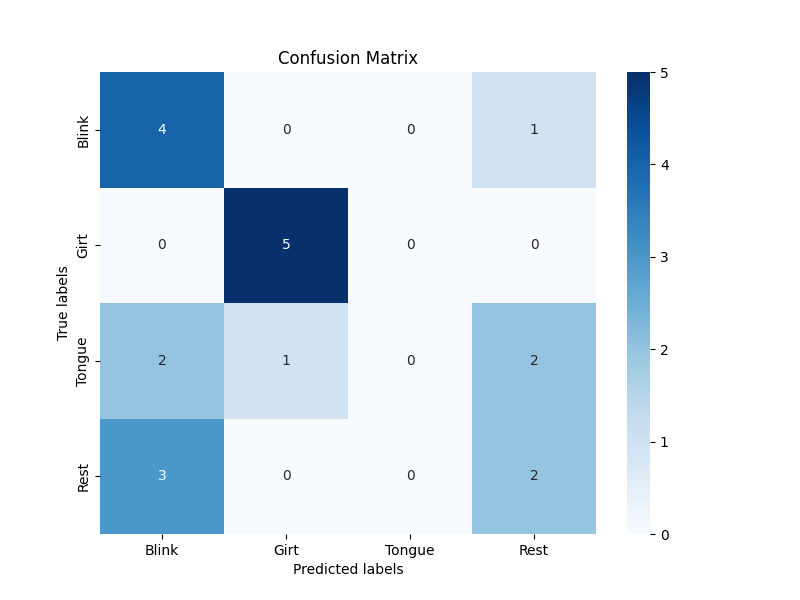 Confusion Matrix
True labels
Blink 4 0 0 1
Girt 0 5 0 0
Tongue 2 1 0 2
Rest 3 0 0 2
Blink Girt Tongue Rest
Predicted labels
5
4
3
2
1
0